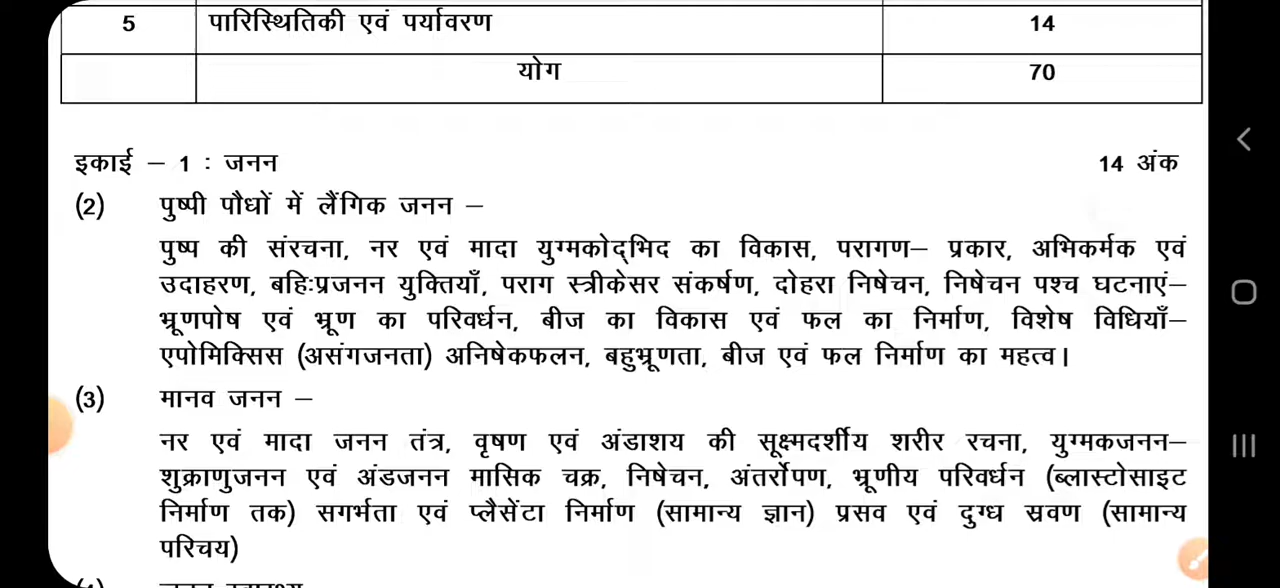 5 पारिस्थितिकी एवं पर्यावरण 14
योग 70
इकाई – 1 : जनन 14 अंक
(2) पुष्पी पौधों में लैंगिक जनन –
पुष्प की संरचना, नर एवं मादा युग्मकोद्भिद का विकास, परागण– प्रकार, अभिकर्मक एवं
उदाहरण, बहिःप्रजनन युक्तियाँ, पराग स्त्रीकेसर संकर्षण, दोहरा निषेचन, निषेचन पश्च घटनाएं–
भ्रूणपोष एवं भ्रूण का परिवर्धन, बीज का विकास एवं फल का निर्माण, विशेष विधियाँ–
एपोमिक्सिस (असंगजनता) अनिषेकफलन, बहुभ्रूणता, बीज एवं फल निर्माण का महत्व।
(3) मानव जनन –
नर एवं मादा जनन तंत्र, वृषण एवं अंडाशय की सूक्ष्मदर्शीय शरीर रचना, युग्मकजनन–
शुक्राणुजनन एवं अंडजनन मासिक चक्र, निषेचन, अंतर्रोपण, भ्रूणीय परिवर्धन (ब्लास्टोसाइट
निर्माण तक) सगर्भता एवं प्लैसेंटा निर्माण (सामान्य ज्ञान) प्रसव एवं दुग्ध स्रवण (सामान्य
परिचय)